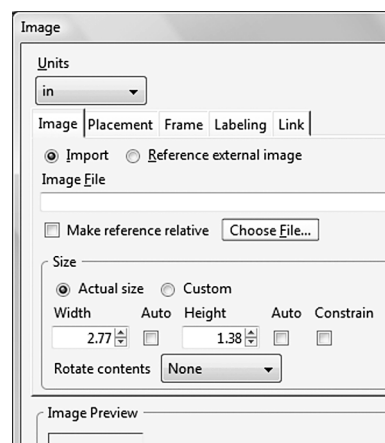 Image
Units
in
Image Placement Frame Labeling Link
Import Reference external image
Image File
Make reference relative Choose File...
Size
Actual size Custom
Width Auto Height Auto Constrain
2.77 1.38
Rotate contents None
Image Preview